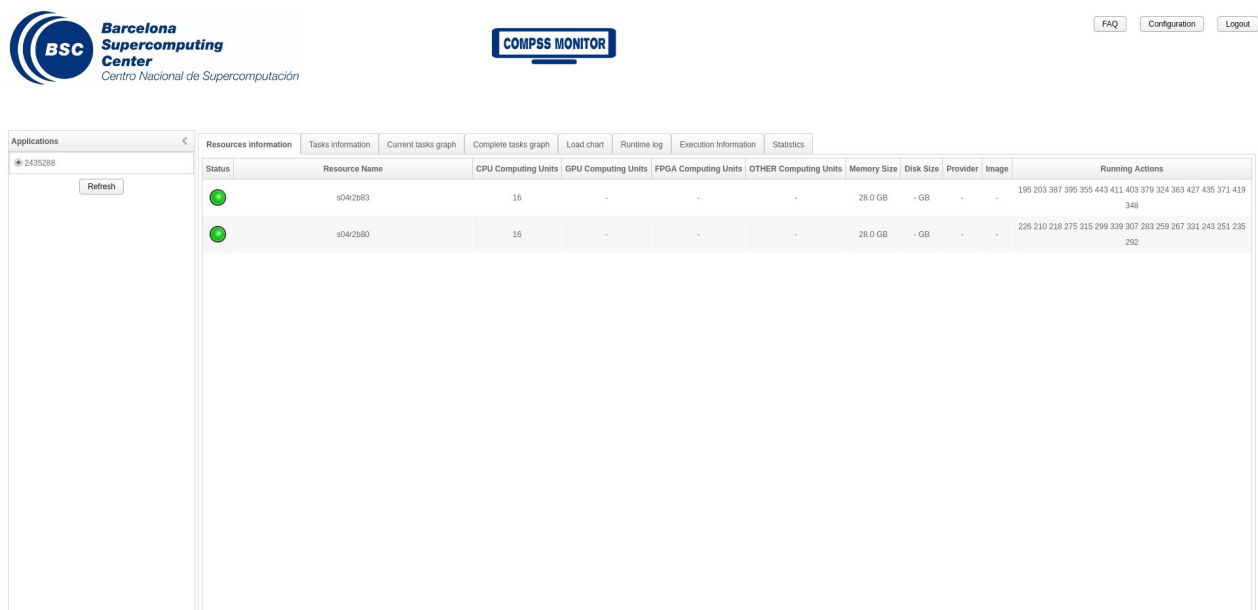 BSC
Barcelona
Supercomputing
Center
Centro Nacional de Supercomputación
COMPSS MONITOR
FAQ Configuration Logout
Applications
2435288
Refresh
Resources information Tasks information Current tasks graph Complete tasks graph Load chart Runtime log Execution Information Statistics
Status Resource Name CPU Computing Units GPU Computing Units FPGA Computing Units OTHER Computing Units Memory Size Disk Size Provider Image Running Actions
s04r2b83 16 - - - 28.0 GB - GB - - 195 203 387 395 355 443 411 403 379 324 363 427 435 371 419
348
s04r2b80 16 - - - 28.0 GB - GB - - 226 210 218 275 315 299 339 307 283 259 267 331 243 251 235
292